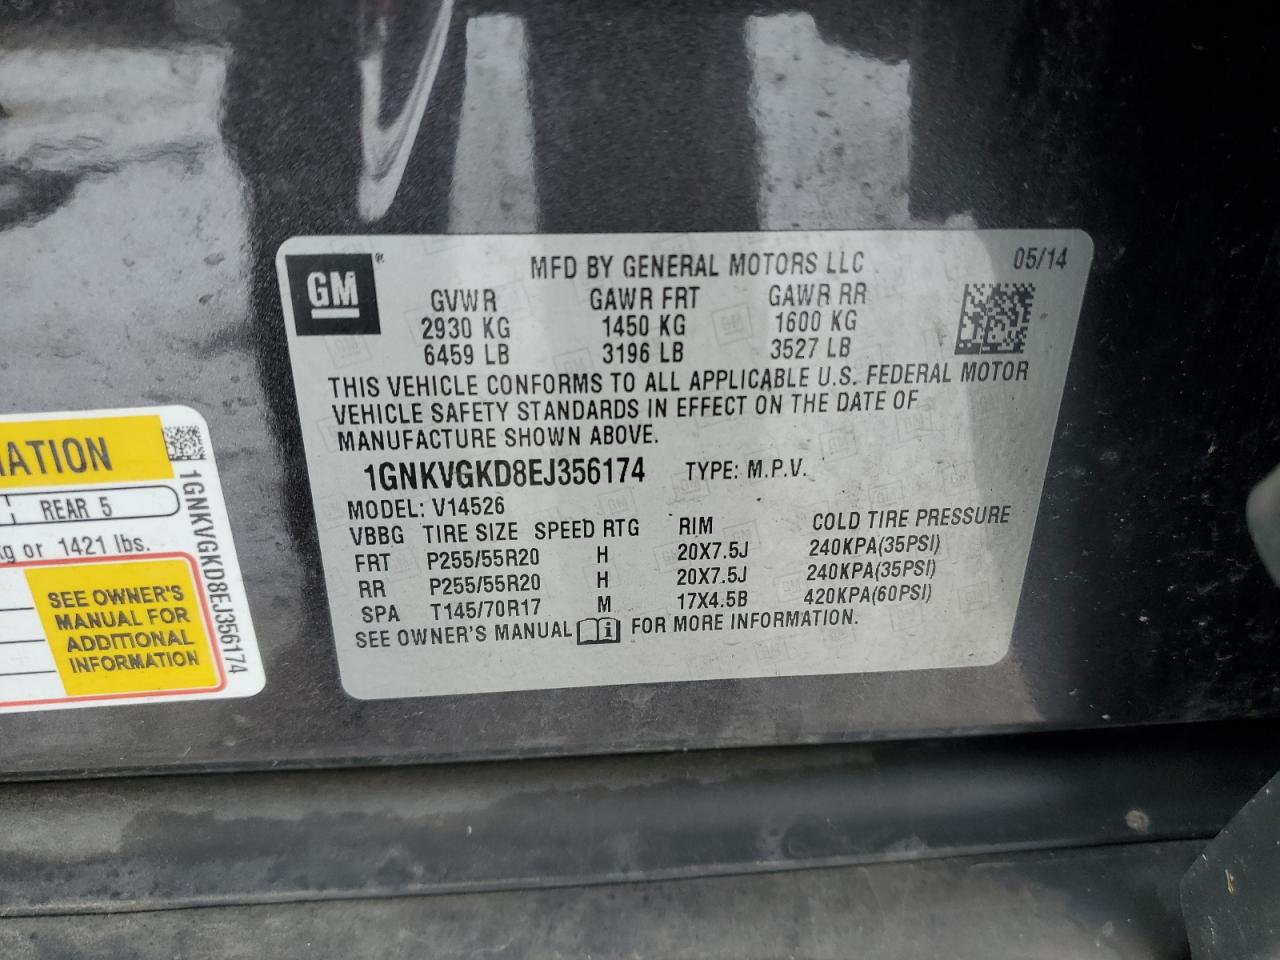 GM
®
MFD BY GENERAL MOTORS LLC 05/14
GVWR GAWR FRT GAWR RR
2930 KG 1450 KG 1600 KG
6459 LB 3196 LB 3527 LB
THIS VEHICLE CONFORMS TO ALL APPLICABLE U.S. FEDERAL MOTOR
VEHICLE SAFETY STANDARDS IN EFFECT ON THE DATE OF
MANUFACTURE SHOWN ABOVE.
1GNKVGKD8EJ356174 TYPE: M.P.V.
MODEL: V14526
VBBG TIRE SIZE SPEED RTG RIM COLD TIRE PRESSURE
FRT P255/55R20 H 20X7.5J 240KPA(35PSI)
RR P255/55R20 H 20X7.5J 240KPA(35PSI)
SPA T145/70R17 M 17X4.5B 420KPA(60PSI)
SEE OWNER'S MANUAL i FOR MORE INFORMATION.
MATION
REAR 5
kg or 1421 lbs.
SEE OWNER'S
MANUAL FOR
ADDITIONAL
INFORMATION
1GNKVGKD8EJ356174